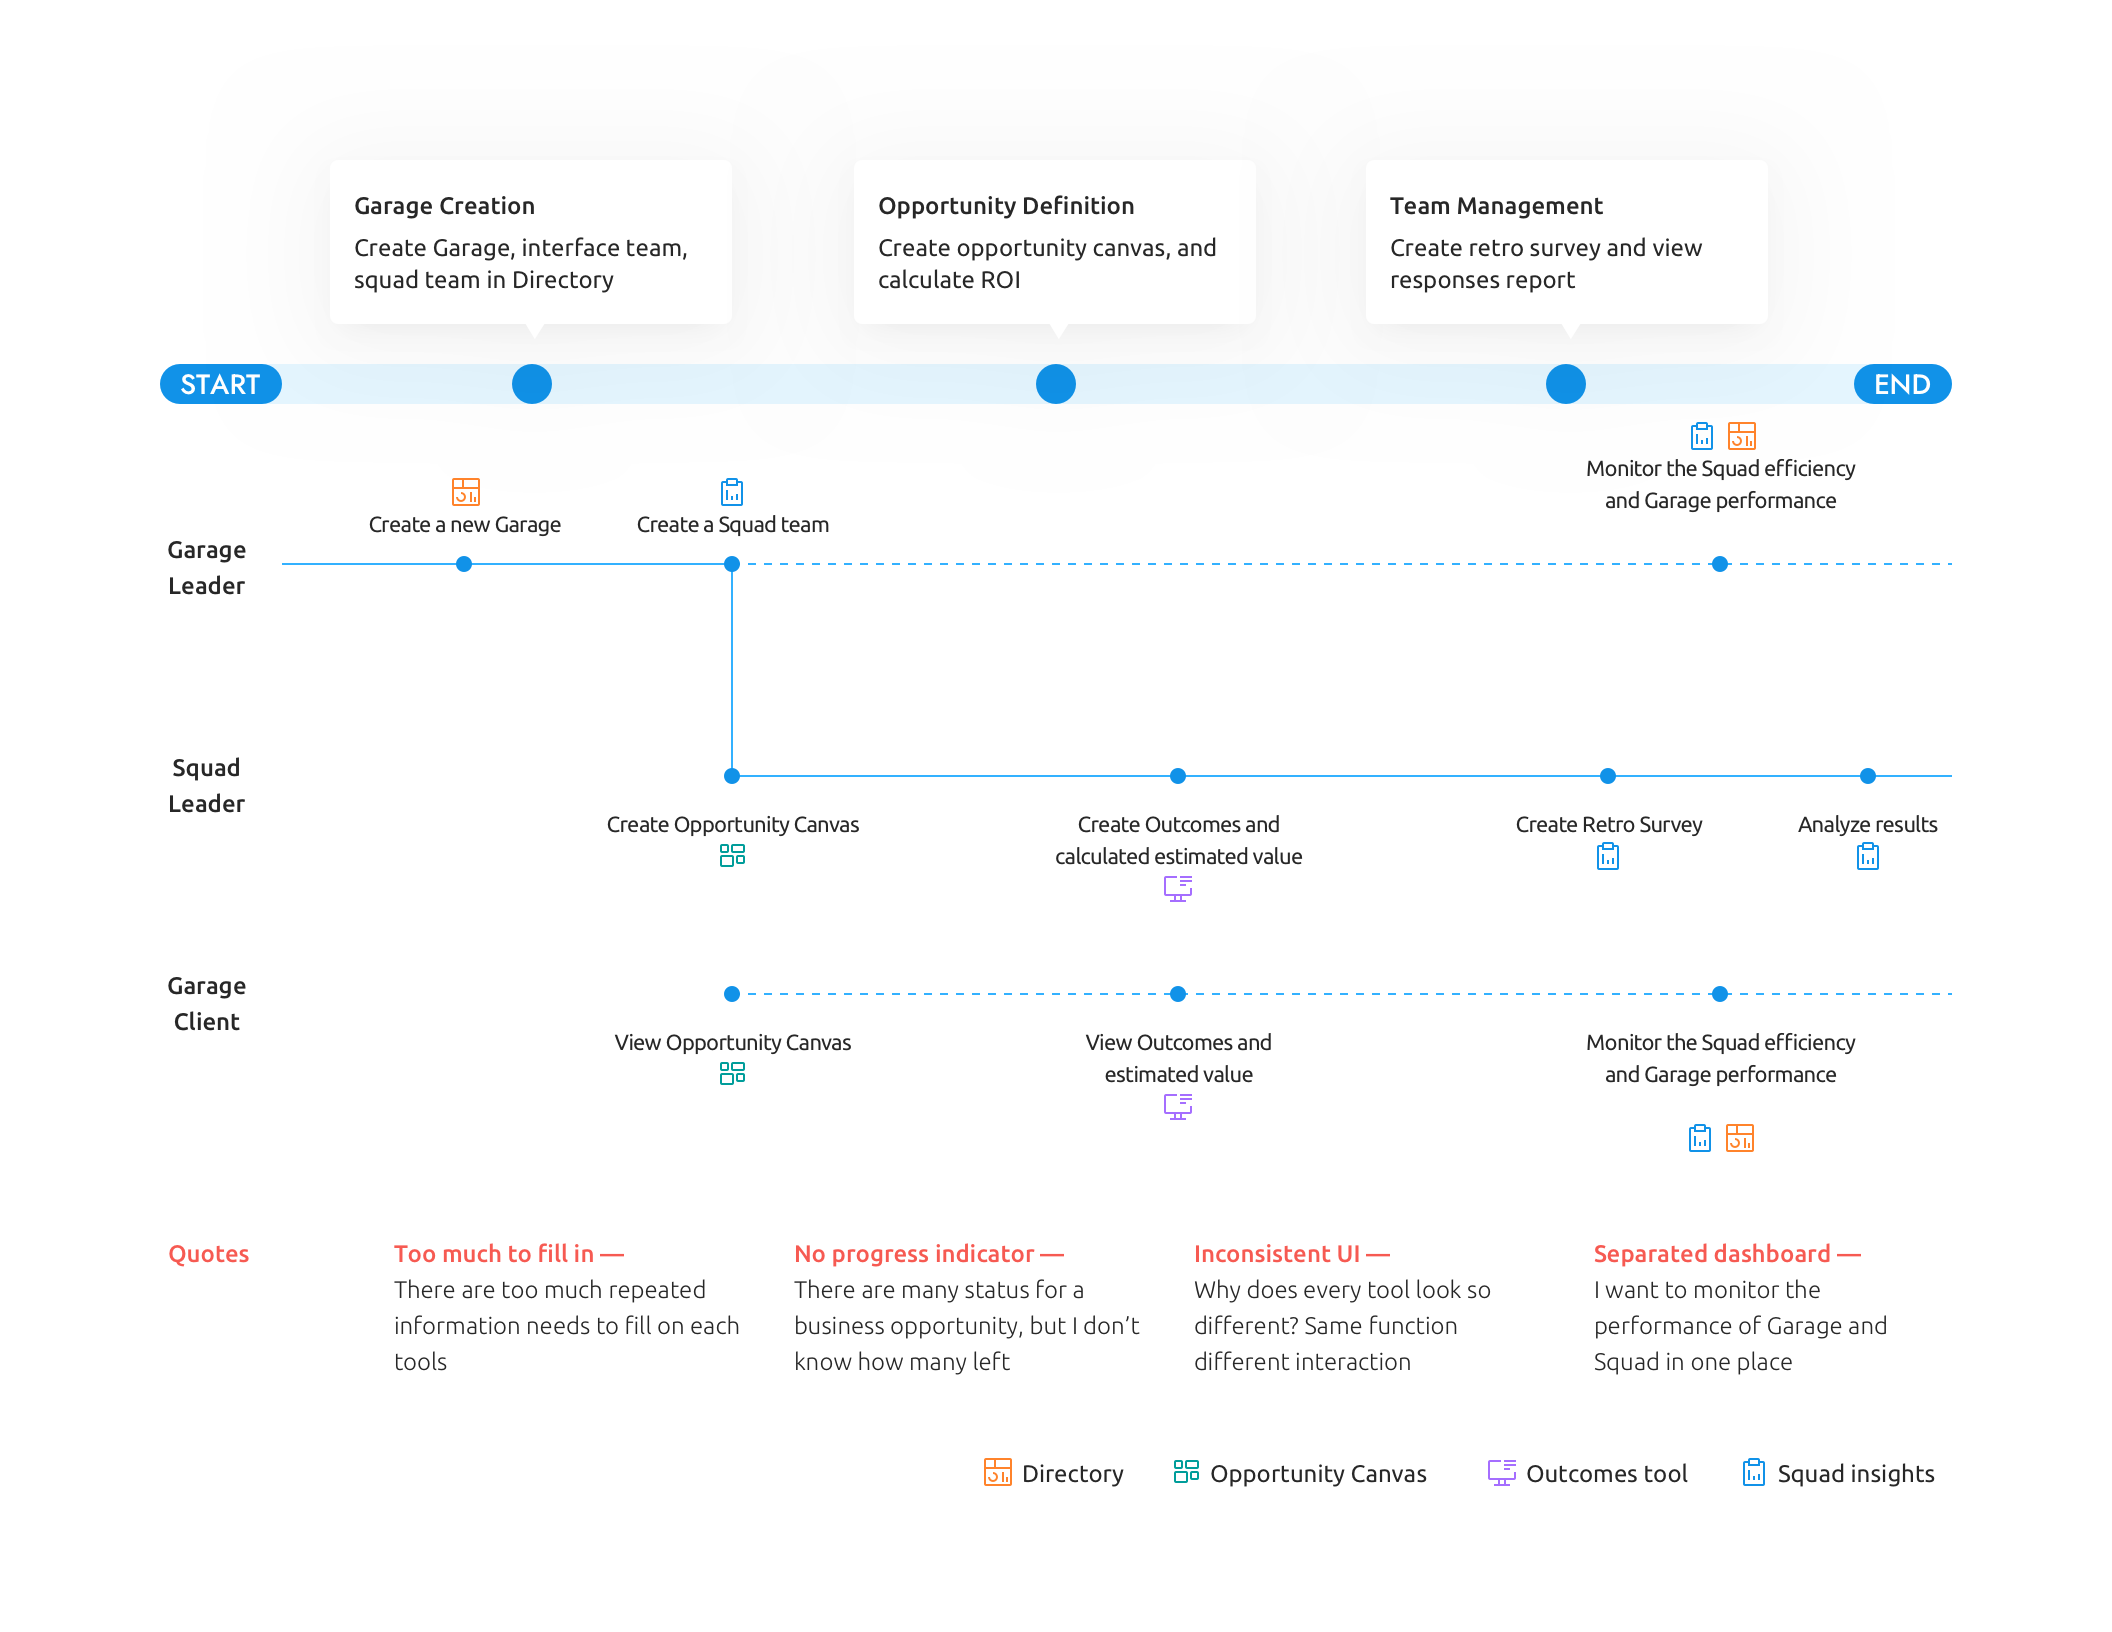 Garage Creation
Create Garage, interface team,
squad team in Directory
Opportunity Definition
Create opportunity canvas, and
calculate ROI
Team Management
Create retro survey and view
responses report
START
END
Monitor the Squad efficiency
and Garage performance
Create a new Garage
Create a Squad team
Garage
Leader
Squad
Leader
Create Opportunity Canvas
Create Outcomes and
calculated estimated value
Create Retro Survey
Analyze results
Garage
Client
View Opportunity Canvas
View Outcomes and
estimated value
Monitor the Squad efficiency
and Garage performance
Quotes
Too much to fill in —
There are too much repeated
information needs to fill on each
tools
No progress indicator —
There are many status for a
business opportunity, but I don’t
know how many left
Inconsistent UI —
Why does every tool look so
different? Same function
different interaction
Separated dashboard —
I want to monitor the
performance of Garage and
Squad in one place
Directory
Opportunity Canvas
Outcomes tool
Squad insights